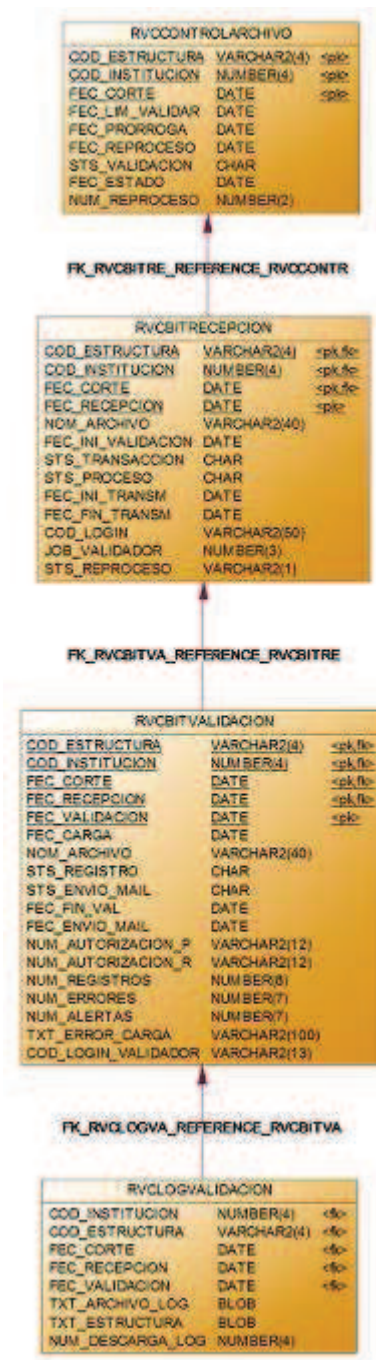 RVCCONTROLARCHIVO
COD_ESTRUCTURA VARCHAR2(4) <pk>
COD_INSTITUCION NUMBER(4) <pk>
FEC_CORTE DATE <pk>
FEC_LIM_VALIDAR DATE
FEC_PRORROGA DATE
FEC_REPROCESO DATE
STS_VALIDACION CHAR
FEC_ESTADO DATE
NUM_REPROCESO NUMBER(2)
FK_RVCBITRE_REFERENCE_RVCCONTR
RVCBITRECEPCION
COD_ESTRUCTURA VARCHAR2(4) <pk,fk>
COD_INSTITUCION NUMBER(4) <pk,fk>
FEC_CORTE DATE <pk,fk>
FEC_RECEPCION DATE <pk>
NOM_ARCHIVO VARCHAR2(40)
FEC_INI_VALIDACION DATE
STS_TRANSACCION CHAR
STS_PROCESO CHAR
FEC_INI_TRANSM DATE
FEC_FIN_TRANSM DATE
COD_LOGIN VARCHAR2(50)
JOB_VALIDADOR NUMBER(3)
STS_REPROCESO VARCHAR2(1)
FK_RVCBITVA_REFERENCE_RVCBITRE
RVCBITVALIDACION
COD_ESTRUCTURA VARCHAR2(4) <pk,fk>
COD_INSTITUCION NUMBER(4) <pk,fk>
FEC_CORTE DATE <pk,fk>
FEC_RECEPCION DATE <pk,fk>
FEC_VALIDACION DATE <pk>
FEC_CARGA DATE
NOM_ARCHIVO VARCHAR2(40)
STS_REGISTRO CHAR
STS_ENVIO_MAIL CHAR
FEC_FIN_VAL DATE
FEC_ENVIO_MAIL DATE
NUM_AUTORIZACION_P VARCHAR2(12)
NUM_AUTORIZACION_R VARCHAR2(12)
NUM_REGISTROS NUMBER(8)
NUM_ERRORES NUMBER(7)
NUM_ALERTAS NUMBER(7)
TXT_ERROR_CARGA VARCHAR2(100)
COD_LOGIN_VALIDADOR VARCHAR2(13)
FK_RVCLOGVA_REFERENCE_RVCBITVA
RVCLOGVALIDACION
COD_INSTITUCION NUMBER(4) <fk>
COD_ESTRUCTURA VARCHAR2(4) <fk>
FEC_CORTE DATE <fk>
FEC_RECEPCION DATE <fk>
FEC_VALIDACION DATE <fk>
TXT_ARCHIVO_LOG BLOB
TXT_ESTRUCTURA BLOB
NUM_DESCARGA_LOG NUMBER(4)